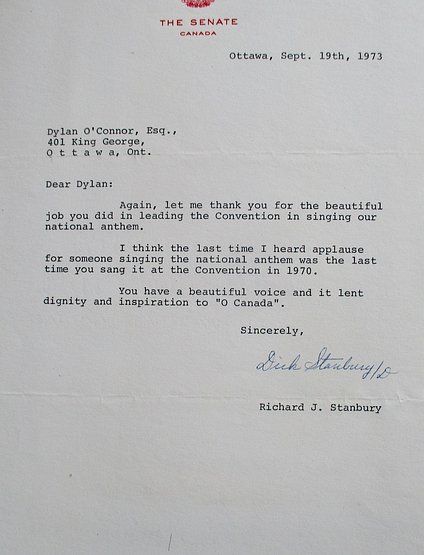 THE SENATE
CANADA
Ottawa, Sept. 19th, 1973
Dylan O'Connor, Esq.,
401 King George,
O t t a w a, Ont.
Dear Dylan:
Again, let me thank you for the beautiful
job you did in leading the Convention in singing our
national anthem.
I think the last time I heard applause
for someone singing the national anthem was the last
time you sang it at the Convention in 1970.
You have a beautiful voice and it lent
dignity and inspiration to "O Canada".
Sincerely,
Dick Stanbury/D
Richard J. Stanbury